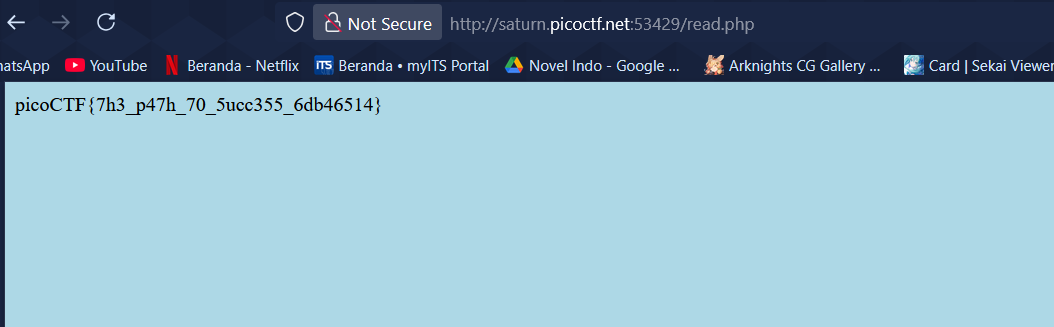 Not Secure http://saturn.picoctf.net:53429/read.php
hatsApp YouTube Beranda - Netflix ITS Beranda • myITS Portal Novel Indo - Google ... Arknights CG Gallery ... Card | Sekai Viewer
picoCTF{7h3_p47h_70_5ucc355_6db46514}